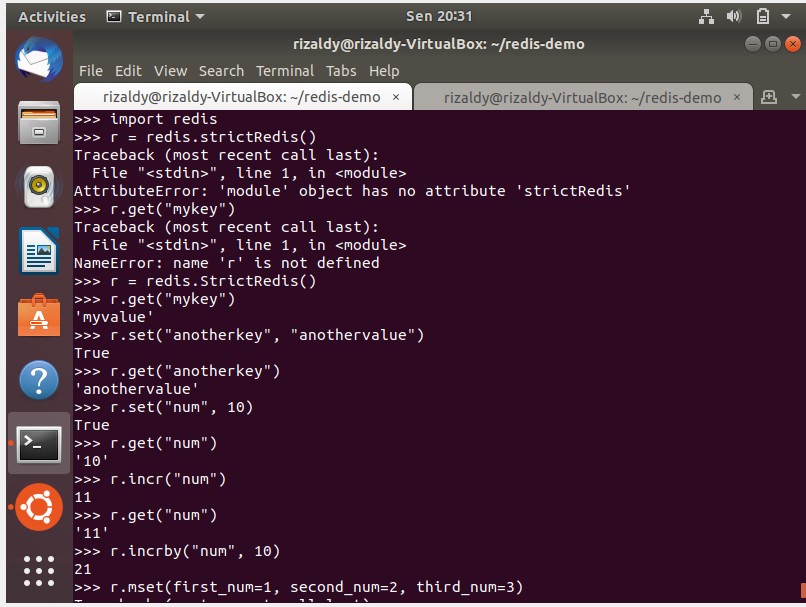 Activities Terminal Sen 20:31
rizaldy@rizaldy-VirtualBox: ~/redis-demo
File Edit View Search Terminal Tabs Help
rizaldy@rizaldy-VirtualBox: ~/redis-demo × rizaldy@rizaldy-VirtualBox: ~/redis-demo ×
>>> import redis
>>> r = redis.strictRedis()
Traceback (most recent call last):
  File "<stdin>", line 1, in <module>
AttributeError: 'module' object has no attribute 'strictRedis'
>>> r.get("mykey")
Traceback (most recent call last):
  File "<stdin>", line 1, in <module>
NameError: name 'r' is not defined
>>> r = redis.StrictRedis()
>>> r.get("mykey")
'myvalue'
>>> r.set("anotherkey", "anothervalue")
True
>>> r.get("anotherkey")
'anothervalue'
>>> r.set("num", 10)
True
>>> r.get("num")
'10'
>>> r.incr("num")
11
>>> r.get("num")
'11'
>>> r.incrby("num", 10)
21
>>> r.mset(first_num=1, second_num=2, third_num=3)